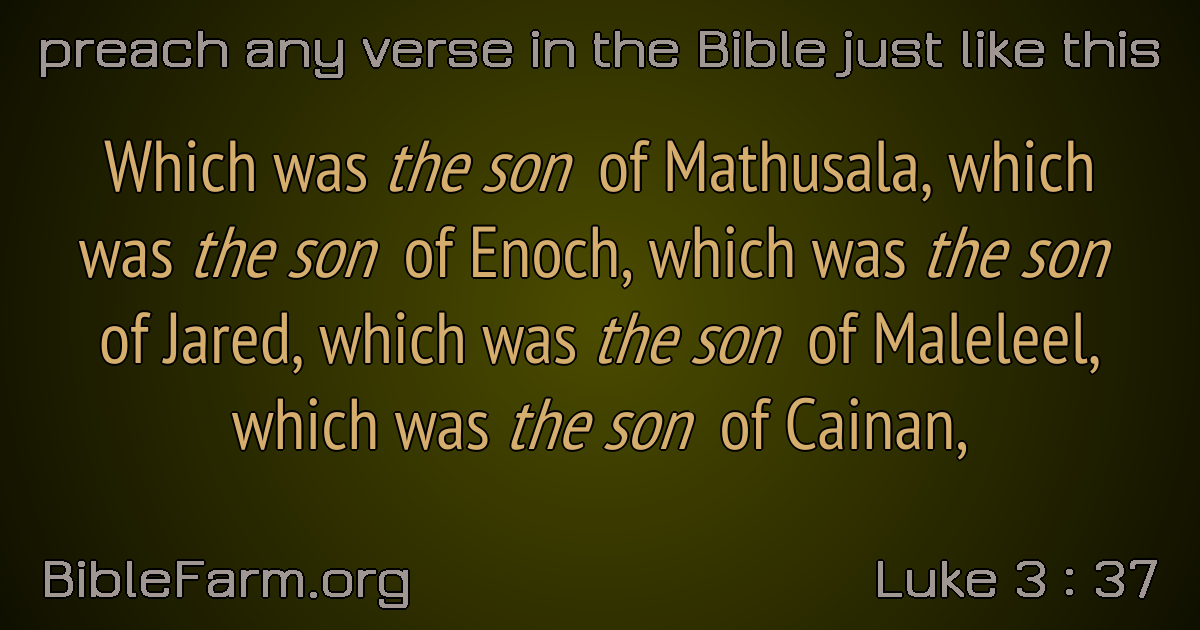 preach any verse in the Bible just like this
Which was the son of Mathusala, which
was the son of Enoch, which was the son
of Jared, which was the son of Maleleel,
which was the son of Cainan,
BibleFarm.org
Luke 3 : 37